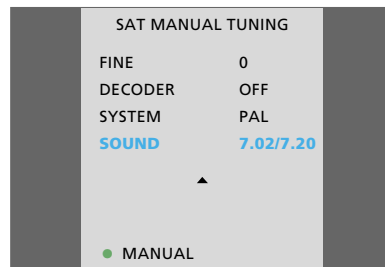 SAT MANUAL TUNING
FINE 0
DECODER OFF
SYSTEM PAL
SOUND 7.02/7.20
MANUAL